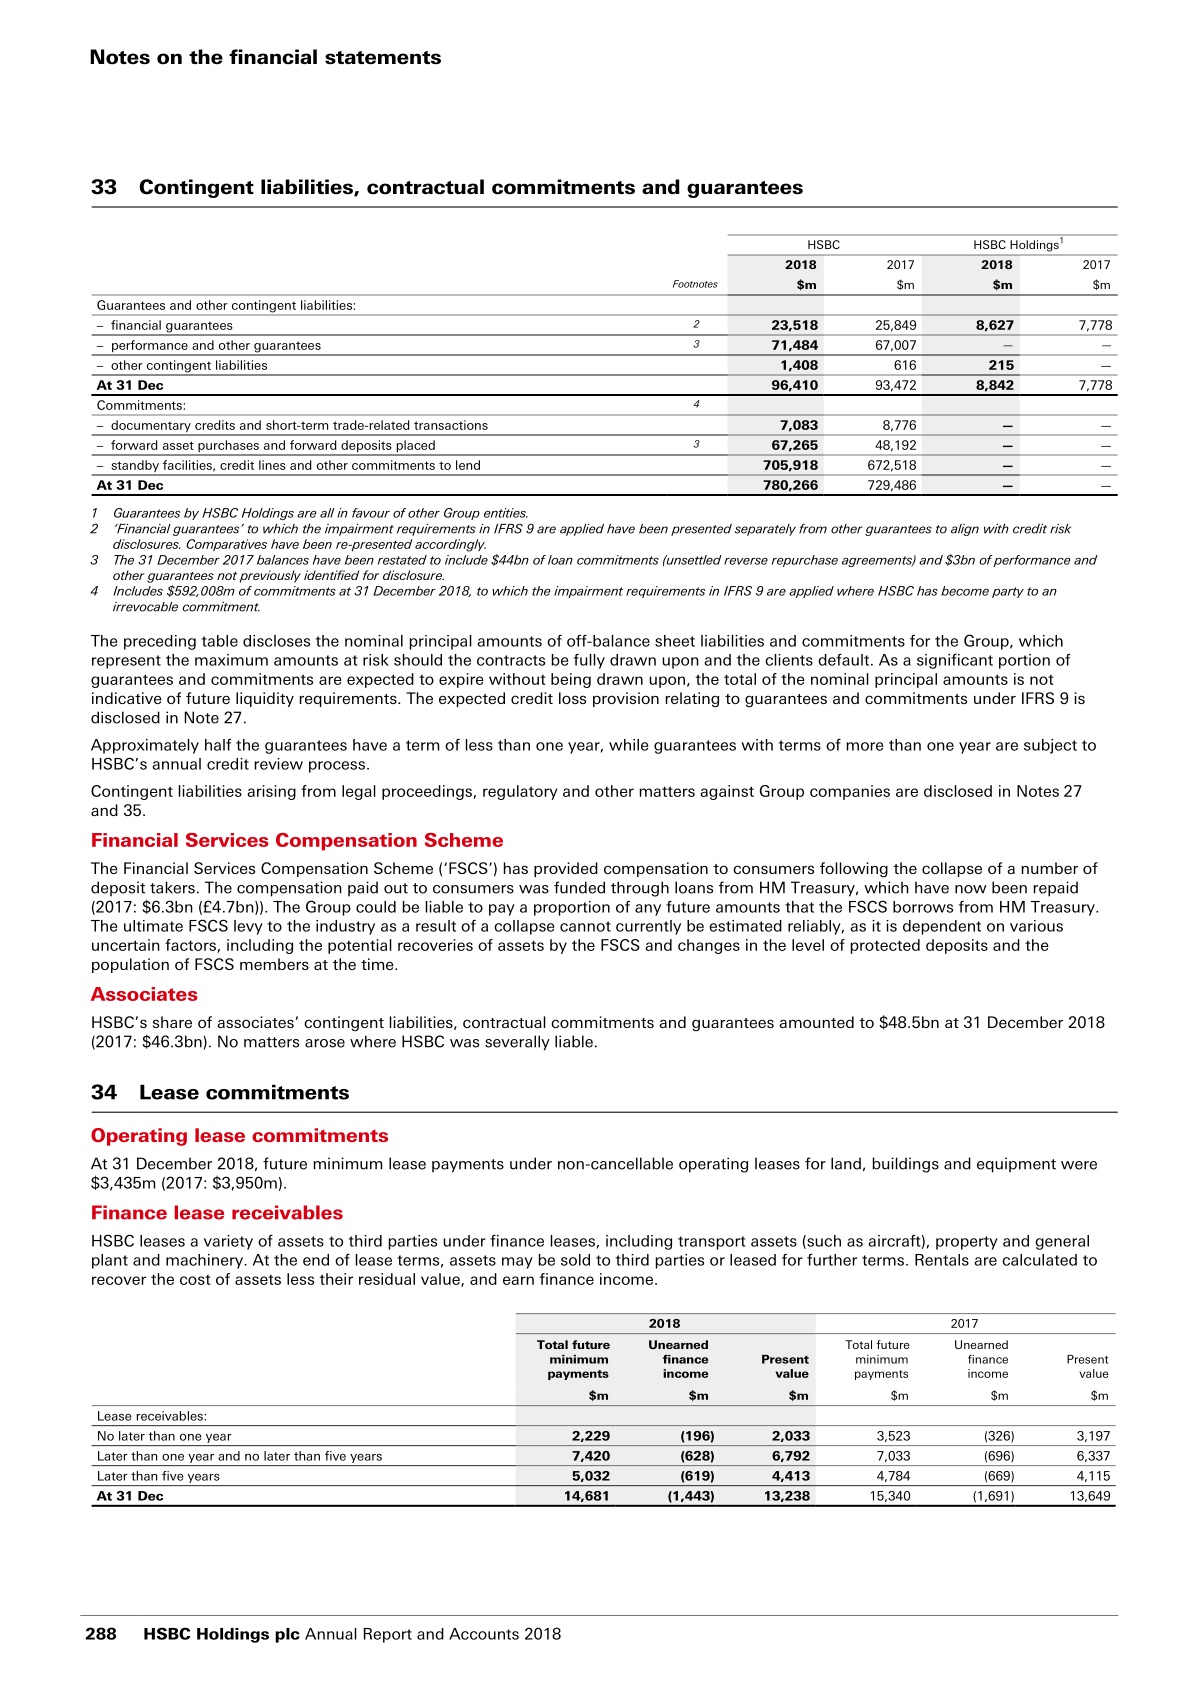 Notes on the financial statements
33 Contingent liabilities, contractual commitments and guarantees
HSBC HSBC Holdings1
2018 2017 2018 2017
Footnotes $m $m $m $m
Guarantees and other contingent liabilities:
– financial guarantees 2 23,518 25,849 8,627 7,778
– performance and other guarantees 3 71,484 67,007 — —
– other contingent liabilities 1,408 616 215 —
At 31 Dec 96,410 93,472 8,842 7,778
Commitments: 4
– documentary credits and short-term trade-related transactions 7,083 8,776 — —
– forward asset purchases and forward deposits placed 3 67,265 48,192 — —
– standby facilities, credit lines and other commitments to lend 705,918 672,518 — —
At 31 Dec 780,266 729,486 — —
1 Guarantees by HSBC Holdings are all in favour of other Group entities.
2 ‘Financial guarantees’ to which the impairment requirements in IFRS 9 are applied have been presented separately from other guarantees to align with credit risk
disclosures. Comparatives have been re-presented accordingly.
3 The 31 December 2017 balances have been restated to include $44bn of loan commitments (unsettled reverse repurchase agreements) and $3bn of performance and
other guarantees not previously identified for disclosure.
4 Includes $592,008m of commitments at 31 December 2018, to which the impairment requirements in IFRS 9 are applied where HSBC has become party to an
irrevocable commitment.
The preceding table discloses the nominal principal amounts of off-balance sheet liabilities and commitments for the Group, which
represent the maximum amounts at risk should the contracts be fully drawn upon and the clients default. As a significant portion of
guarantees and commitments are expected to expire without being drawn upon, the total of the nominal principal amounts is not
indicative of future liquidity requirements. The expected credit loss provision relating to guarantees and commitments under IFRS 9 is
disclosed in Note 27.
Approximately half the guarantees have a term of less than one year, while guarantees with terms of more than one year are subject to
HSBC’s annual credit review process.
Contingent liabilities arising from legal proceedings, regulatory and other matters against Group companies are disclosed in Notes 27
and 35.
Financial Services Compensation Scheme
The Financial Services Compensation Scheme (‘FSCS’) has provided compensation to consumers following the collapse of a number of
deposit takers. The compensation paid out to consumers was funded through loans from HM Treasury, which have now been repaid
(2017: $6.3bn (£4.7bn)). The Group could be liable to pay a proportion of any future amounts that the FSCS borrows from HM Treasury.
The ultimate FSCS levy to the industry as a result of a collapse cannot currently be estimated reliably, as it is dependent on various
uncertain factors, including the potential recoveries of assets by the FSCS and changes in the level of protected deposits and the
population of FSCS members at the time.
Associates
HSBC’s share of associates’ contingent liabilities, contractual commitments and guarantees amounted to $48.5bn at 31 December 2018
(2017: $46.3bn). No matters arose where HSBC was severally liable.
34 Lease commitments
Operating lease commitments
At 31 December 2018, future minimum lease payments under non-cancellable operating leases for land, buildings and equipment were
$3,435m (2017: $3,950m).
Finance lease receivables
HSBC leases a variety of assets to third parties under finance leases, including transport assets (such as aircraft), property and general
plant and machinery. At the end of lease terms, assets may be sold to third parties or leased for further terms. Rentals are calculated to
recover the cost of assets less their residual value, and earn finance income.
2018 2017
Total future Unearned Total future Unearned
minimum finance Present minimum finance Present
payments income value payments income value
$m $m $m $m $m $m
Lease receivables:
No later than one year 2,229 (196) 2,033 3,523 (326) 3,197
Later than one year and no later than five years 7,420 (628) 6,792 7,033 (696) 6,337
Later than five years 5,032 (619) 4,413 4,784 (669) 4,115
At 31 Dec 14,681 (1,443) 13,238 15,340 (1,691) 13,649
288 HSBC Holdings plc Annual Report and Accounts 2018